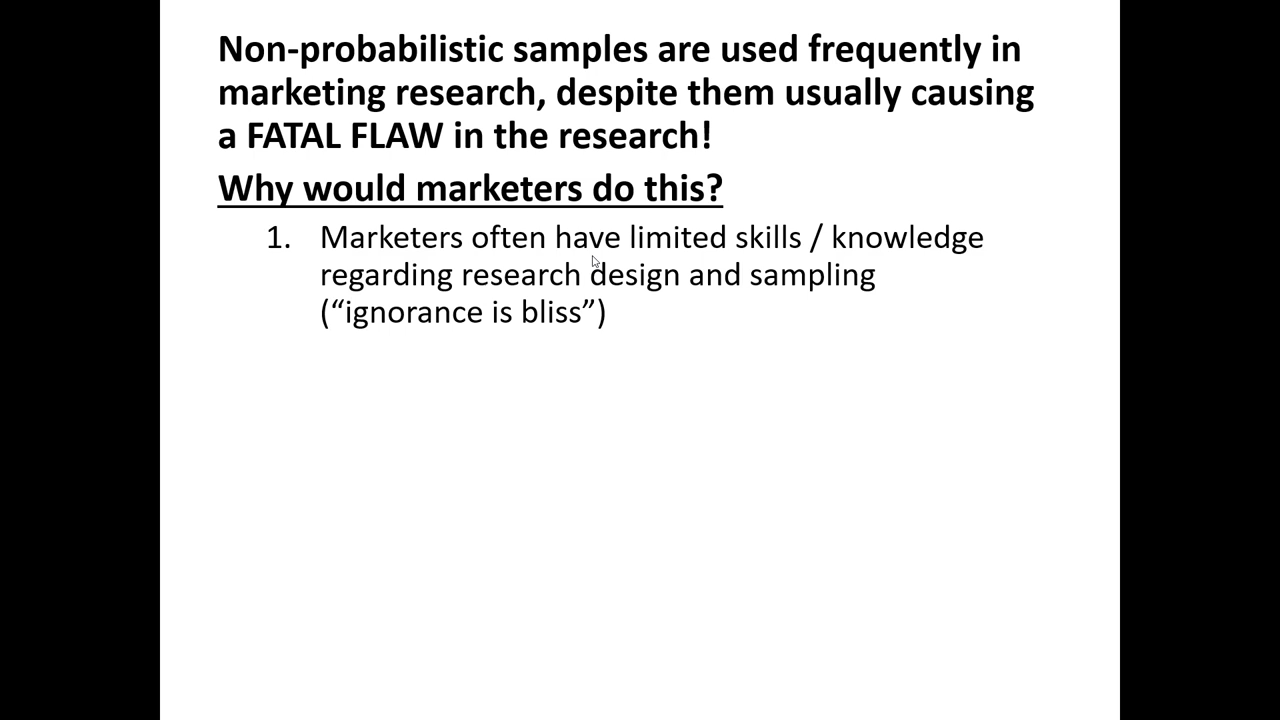 Non-probabilistic samples are used frequently in
marketing research, despite them usually causing
a FATAL FLAW in the research!
Why would marketers do this?
1. Marketers often have limited skills / knowledge
regarding research design and sampling
(“ignorance is bliss”)